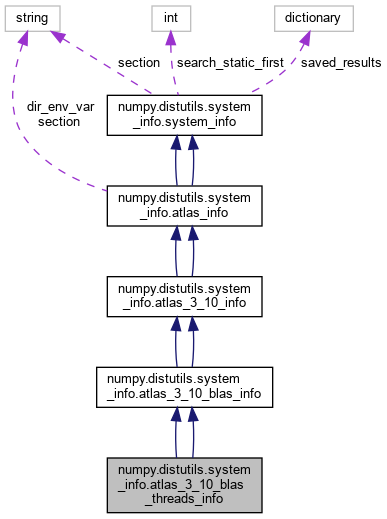 string
int
dictionary
section
search_static_first
saved_results
dir_env_var
section
numpy.distutils.system
_info.system_info
numpy.distutils.system
_info.atlas_info
numpy.distutils.system
_info.atlas_3_10_info
numpy.distutils.system
_info.atlas_3_10_blas_info
numpy.distutils.system
_info.atlas_3_10_blas
_threads_info